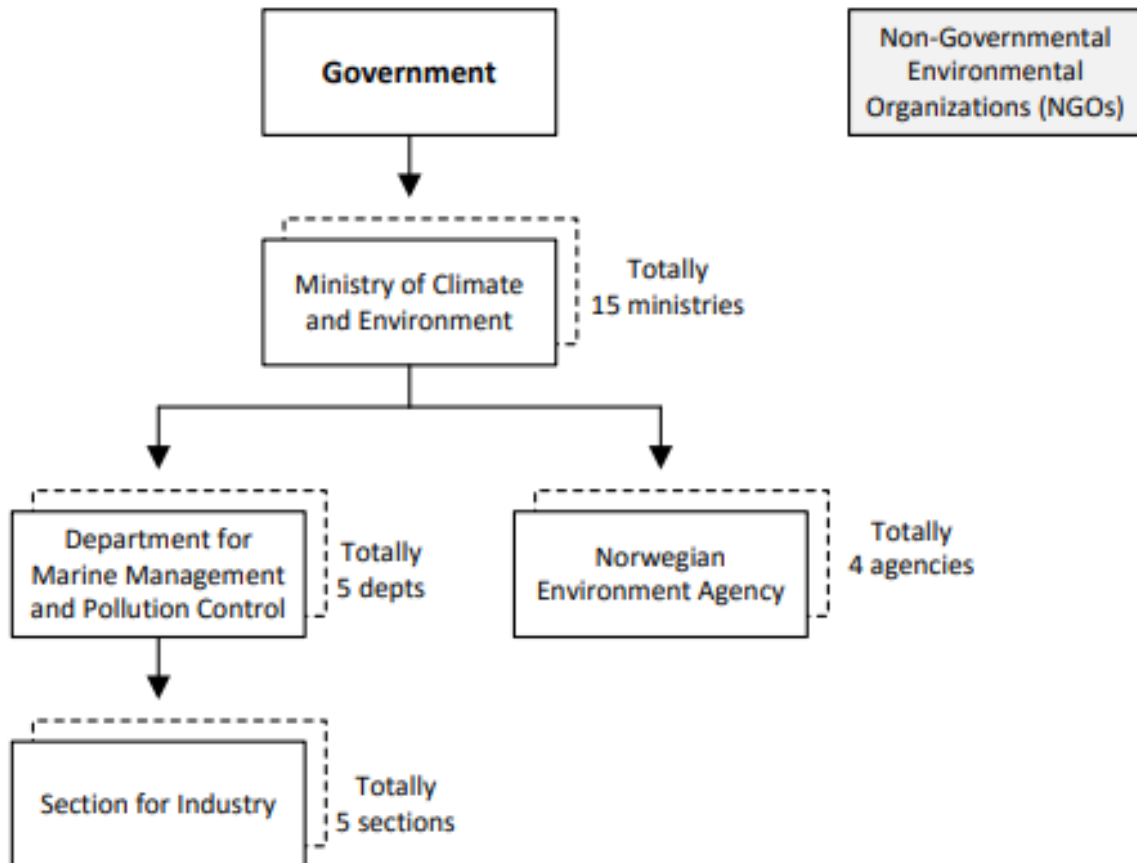 Government
Non-Governmental
Environmental
Organizations (NGOs)
Ministry of Climate
and Environment
Totally
15 ministries
Department for
Marine Management
and Pollution Control
Totally
5 depts
Norwegian
Environment Agency
Totally
4 agencies
Section for Industry
Totally
5 sections